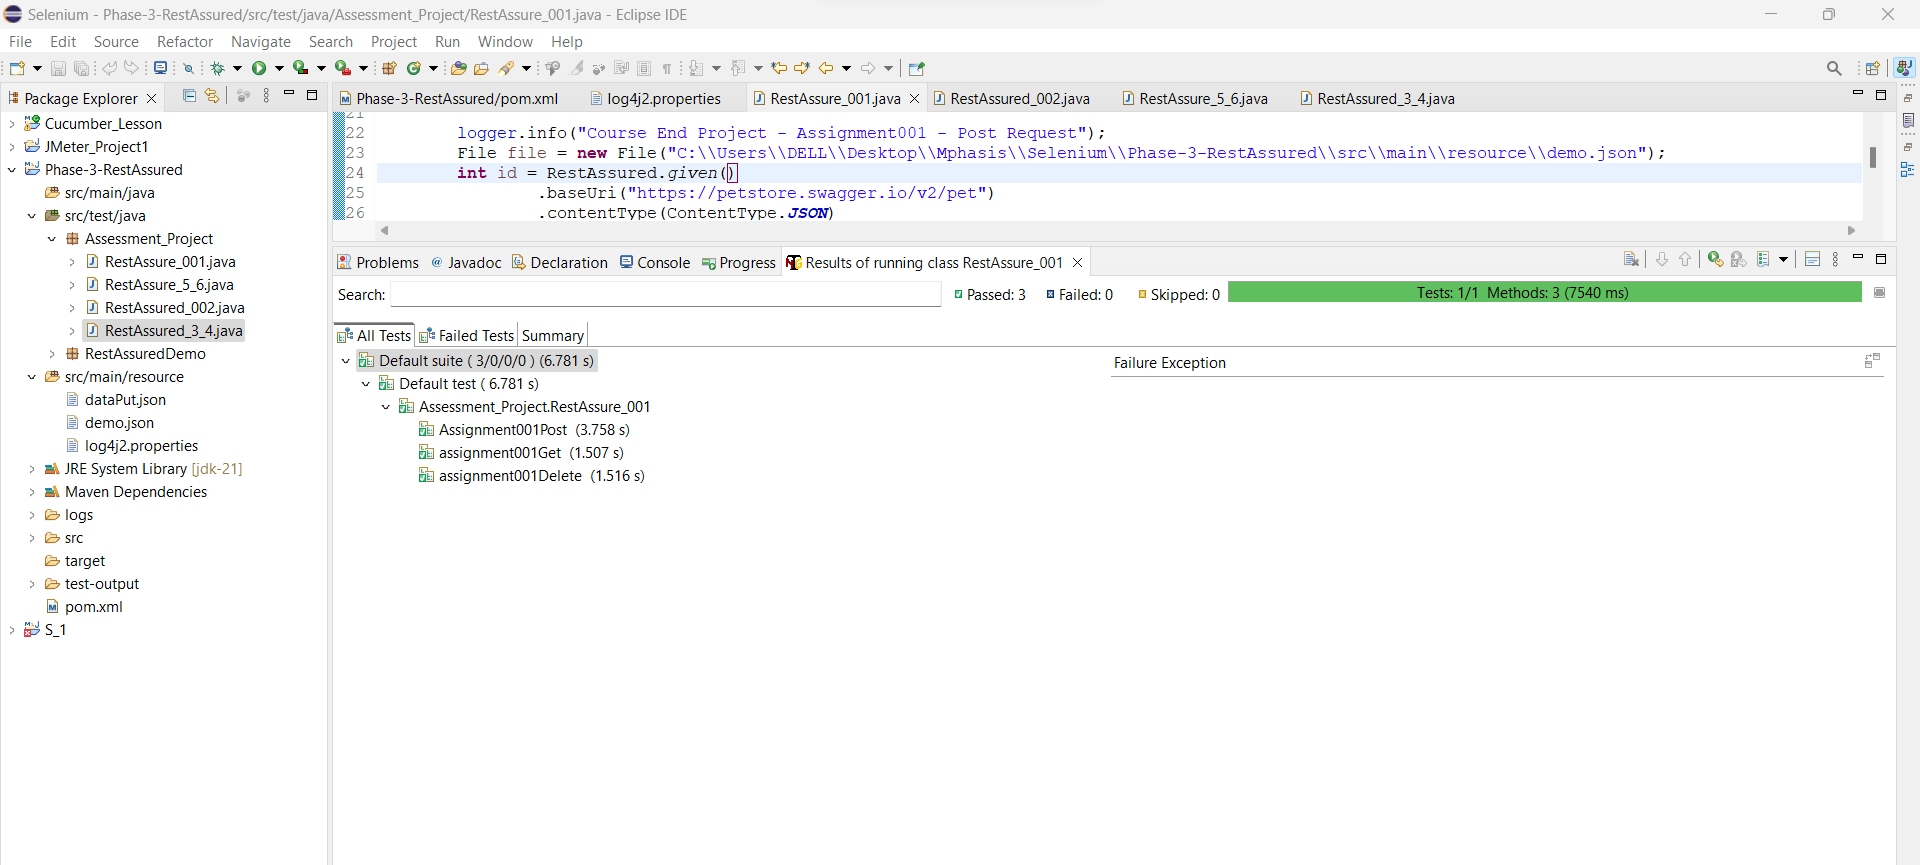 Selenium - Phase-3-RestAssured/src/test/java/Assessment_Project/RestAssure_001.java - Eclipse IDE
File Edit Source Refactor Navigate Search Project Run Window Help
Package Explorer
Phase-3-RestAssured/pom.xml log4j2.properties RestAssure_001.java RestAssured_002.java RestAssure_5_6.java RestAssured_3_4.java
Cucumber_Lesson
JMeter_Project1
Phase-3-RestAssured
src/main/java
src/test/java
Assessment_Project
RestAssure_001.java
RestAssure_5_6.java
RestAssured_002.java
RestAssured_3_4.java
RestAssuredDemo
src/main/resource
dataPut.json
demo.json
log4j2.properties
JRE System Library [jdk-21]
Maven Dependencies
logs
src
target
test-output
pom.xml
S_1
21
22 logger.info("Course End Project - Assignment001 - Post Request");
23 File file = new File("C:\\Users\\DELL\\Desktop\\Mphasis\\Selenium\\Phase-3-RestAssured\\src\\main\\resource\\demo.json");
24 int id = RestAssured.given()
25 .baseUri("https://petstore.swagger.io/v2/pet")
26 .contentType(ContentType.JSON)
Problems Javadoc Declaration Console Progress Results of running class RestAssure_001
Search: Passed: 3 Failed: 0 Skipped: 0 Tests: 1/1 Methods: 3 (7540 ms)
All Tests Failed Tests Summary
Default suite ( 3/0/0/0 ) (6.781 s)
Default test ( 6.781 s)
Assessment_Project.RestAssure_001
Assignment001Post (3.758 s)
assignment001Get (1.507 s)
assignment001Delete (1.516 s)
Failure Exception